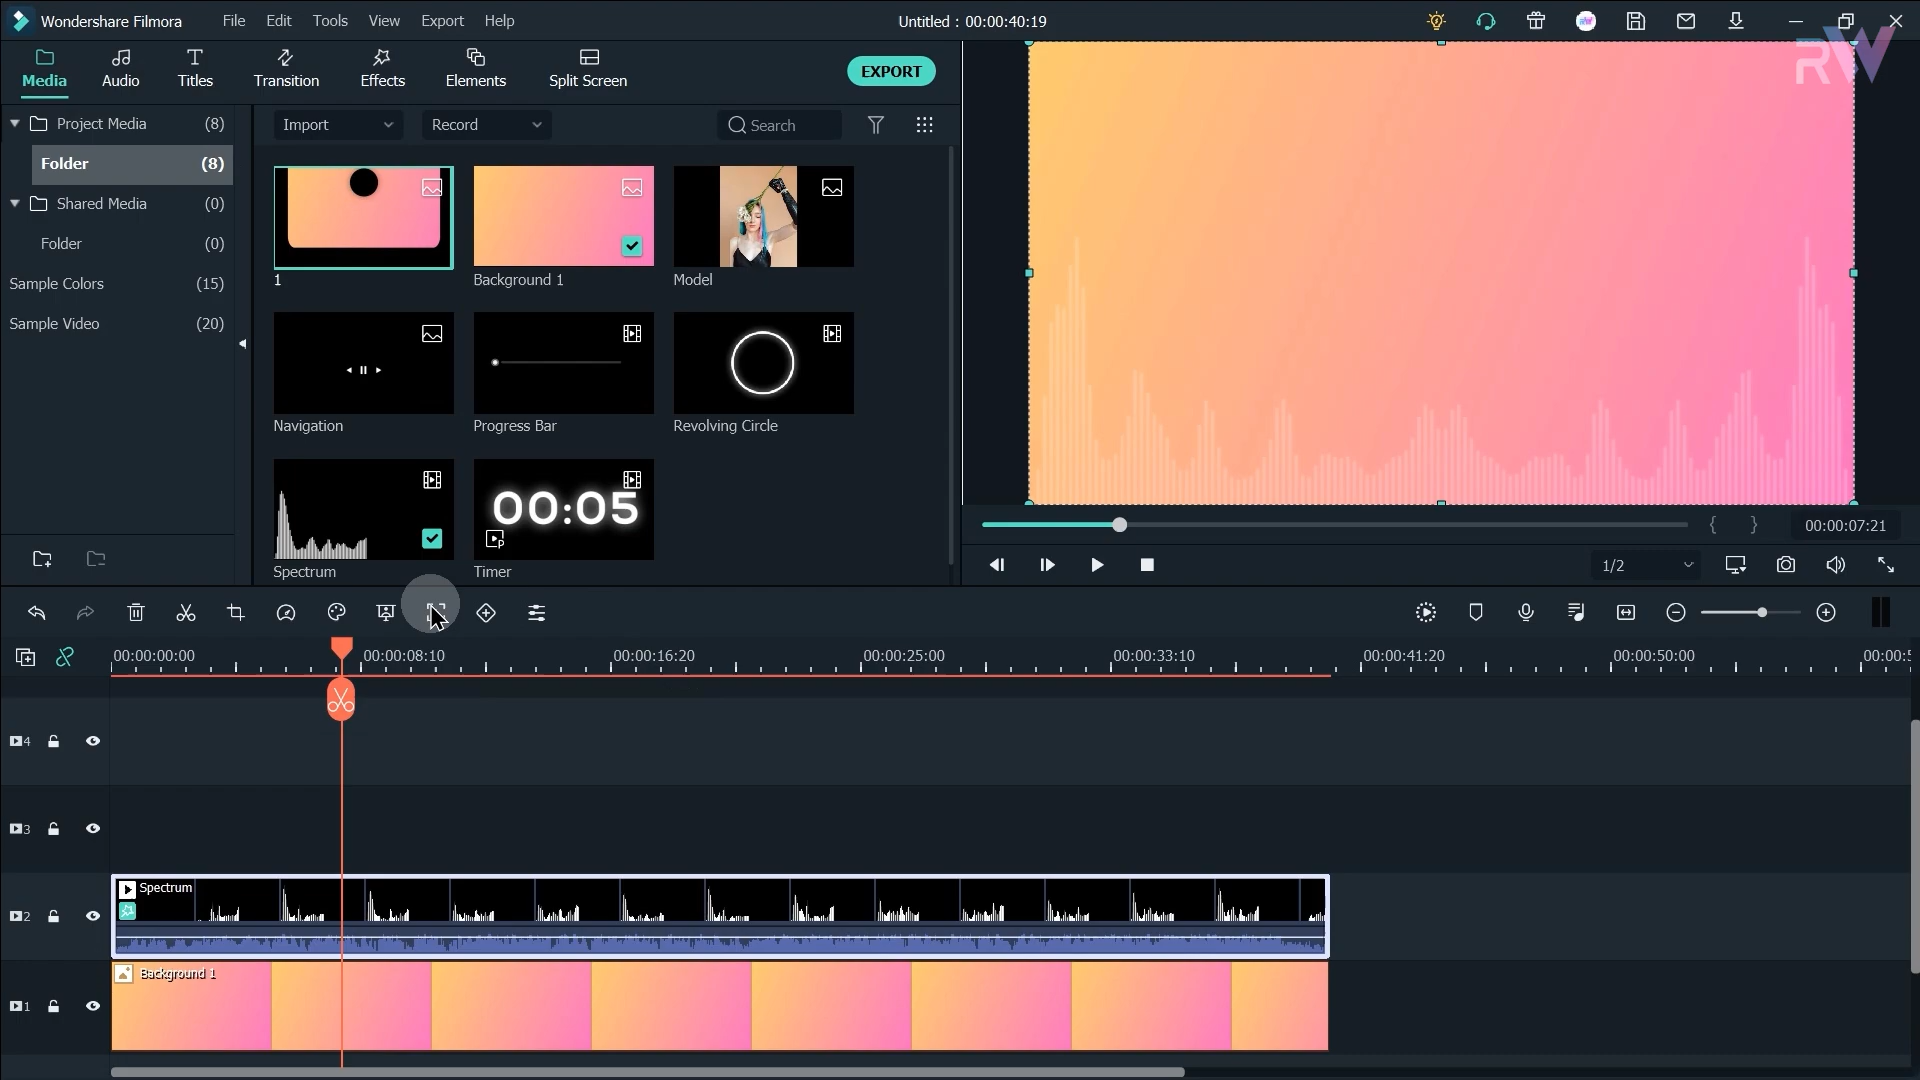 Wondershare Filmora File Edit Tools View Export Help Untitled : 00:00:40:19
RW
Media Audio Titles Transition Effects Elements Split Screen EXPORT
Project Media (8) Import Record Search
Folder (8)
Shared Media (0)
Folder (0)
Sample Colors (15)
Sample Video (20)
1 Background 1 Model
Navigation Progress Bar Revolving Circle
00:05
Spectrum Timer
{ } 00:00:07:21
1/2
00:00:00:00 00:00:08:10 00:00:16:20 00:00:25:00 00:00:33:10 00:00:41:20 00:00:50:00 00:00:5
4
3
Spectrum
2
Background 1
1